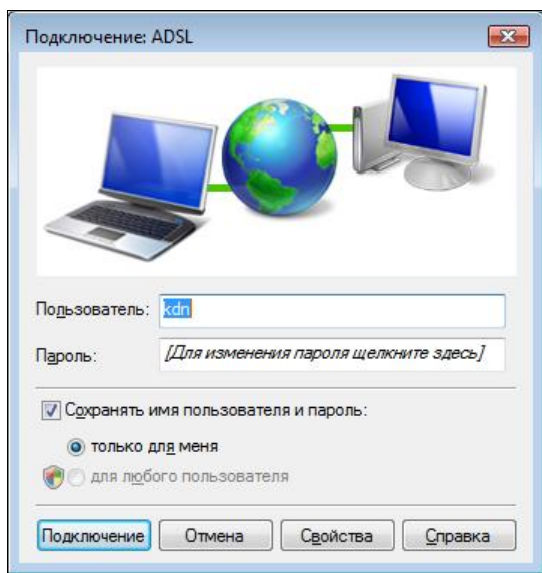 Подключение: ADSL
Пользователь: kdn
Пароль: [Для изменения пароля щелкните здесь]
Сохранять имя пользователя и пароль:
только для меня
для любого пользователя
Подключение Отмена Свойства Справка